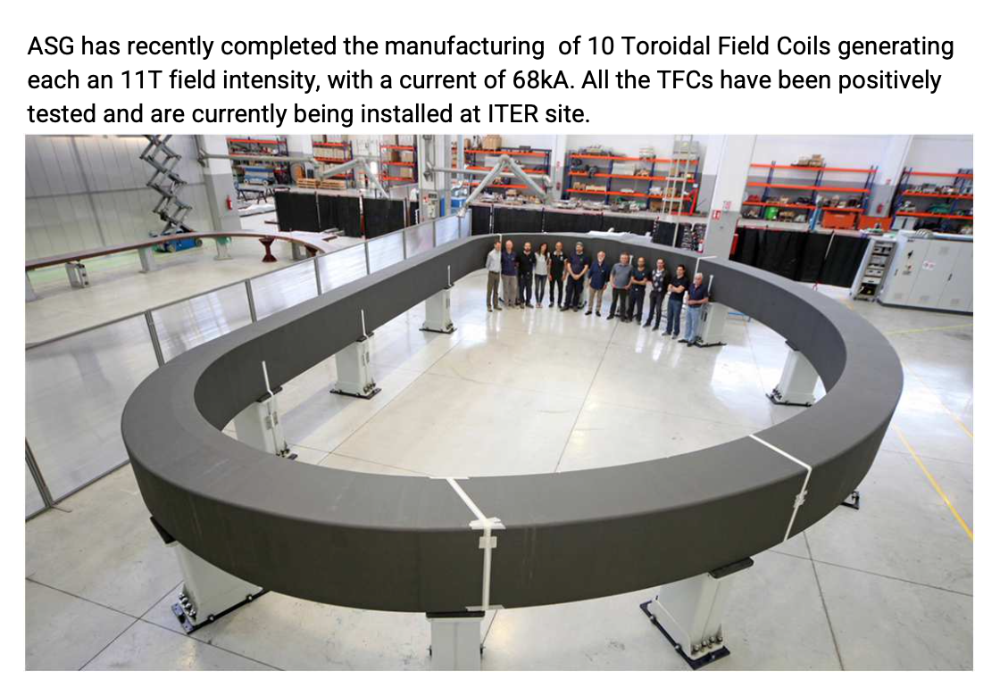 ASG has recently completed the manufacturing  of 10 Toroidal Field Coils generating
each an 11T field intensity, with a current of 68kA. All the TFCs have been positively
tested and are currently being installed at ITER site.